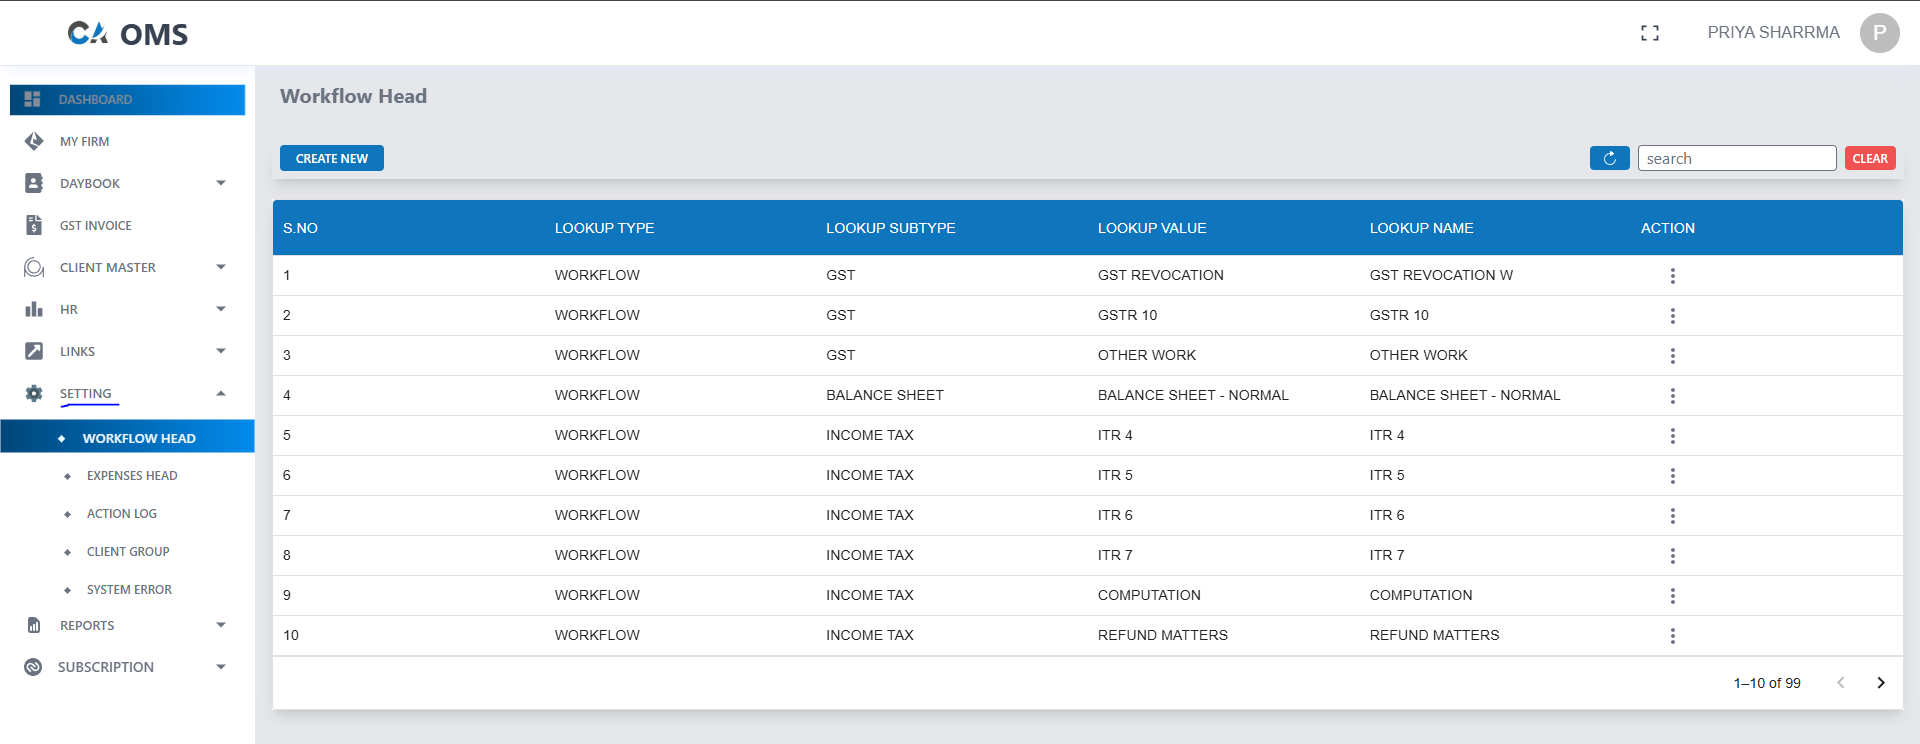 CA OMS
PRIYA SHARRMA
P
DASHBOARD
MY FIRM
DAYBOOK
GST INVOICE
CLIENT MASTER
HR
LINKS
SETTING
WORKFLOW HEAD
EXPENSES HEAD
ACTION LOG
CLIENT GROUP
SYSTEM ERROR
REPORTS
SUBSCRIPTION
Workflow Head
CREATE NEW
search
CLEAR
S.NO LOOKUP TYPE LOOKUP SUBTYPE LOOKUP VALUE LOOKUP NAME ACTION
1 WORKFLOW GST GST REVOCATION GST REVOCATION W
2 WORKFLOW GST GSTR 10 GSTR 10
3 WORKFLOW GST OTHER WORK OTHER WORK
4 WORKFLOW BALANCE SHEET BALANCE SHEET - NORMAL BALANCE SHEET - NORMAL
5 WORKFLOW INCOME TAX ITR 4 ITR 4
6 WORKFLOW INCOME TAX ITR 5 ITR 5
7 WORKFLOW INCOME TAX ITR 6 ITR 6
8 WORKFLOW INCOME TAX ITR 7 ITR 7
9 WORKFLOW INCOME TAX COMPUTATION COMPUTATION
10 WORKFLOW INCOME TAX REFUND MATTERS REFUND MATTERS
1–10 of 99